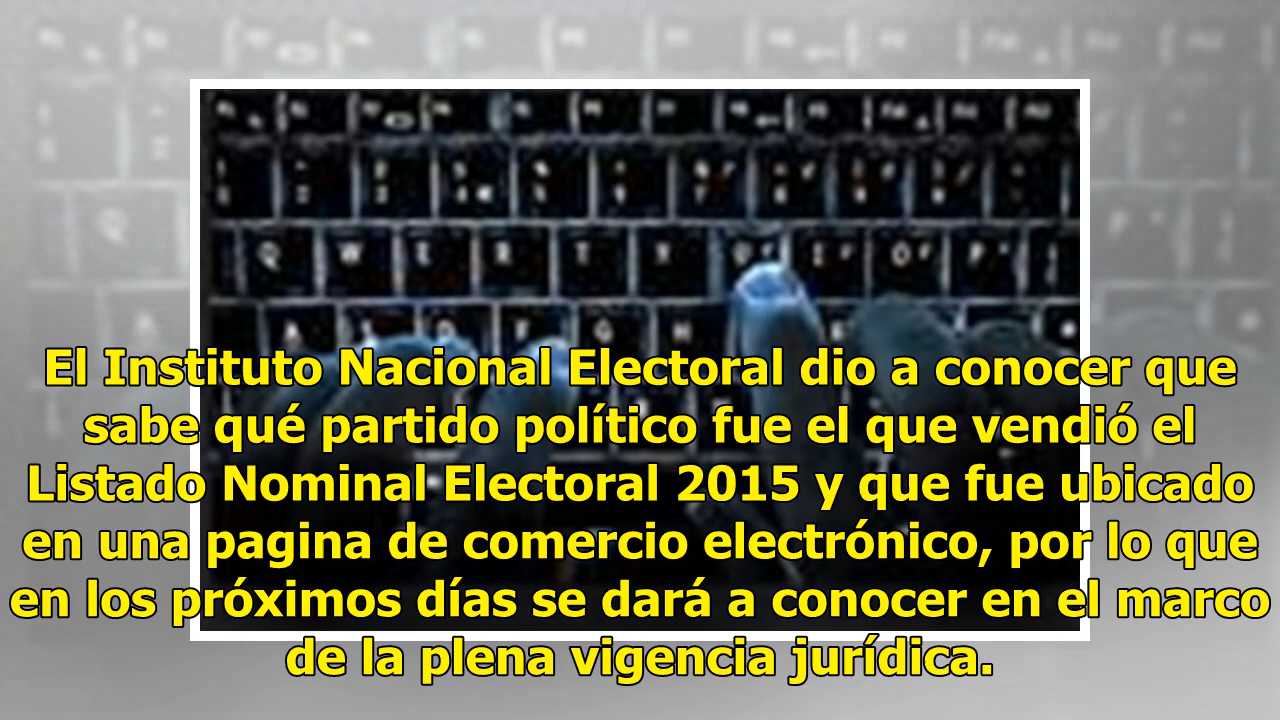 El Instituto Nacional Electoral dio a conocer que
sabe qué partido político fue el que vendió el
Listado Nominal Electoral 2015 y que fue ubicado
en una pagina de comercio electrónico, por lo que
en los próximos días se dará a conocer en el marco
de la plena vigencia jurídica.
Q W E R T